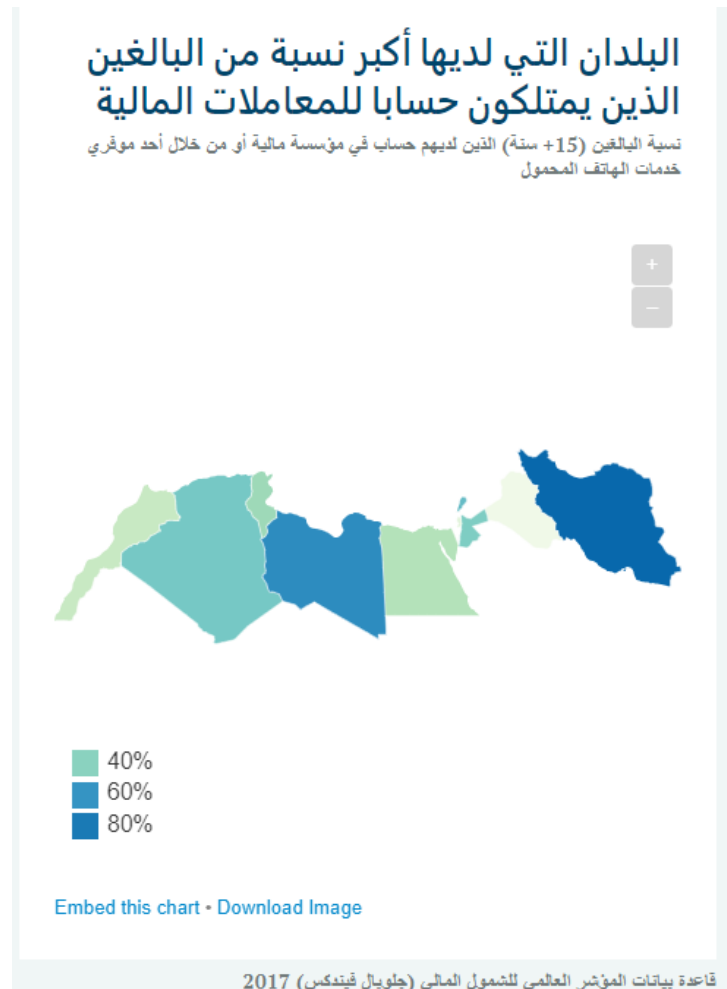 البلدان التي لديها أكبر نسبة من البالغين
الذين يمتلكون حسابا للمعاملات المالية
نسبة البالغين (15+ سنة) الذين لديهم حساب في مؤسسة مالية أو من خلال أحد موفري
خدمات الهاتف المحمول
+
–
40%
60%
80%
Embed this chart • Download Image
قاعدة بيانات المؤشر العالمي للشمول المالي (جلوبال فيندكس) 2017